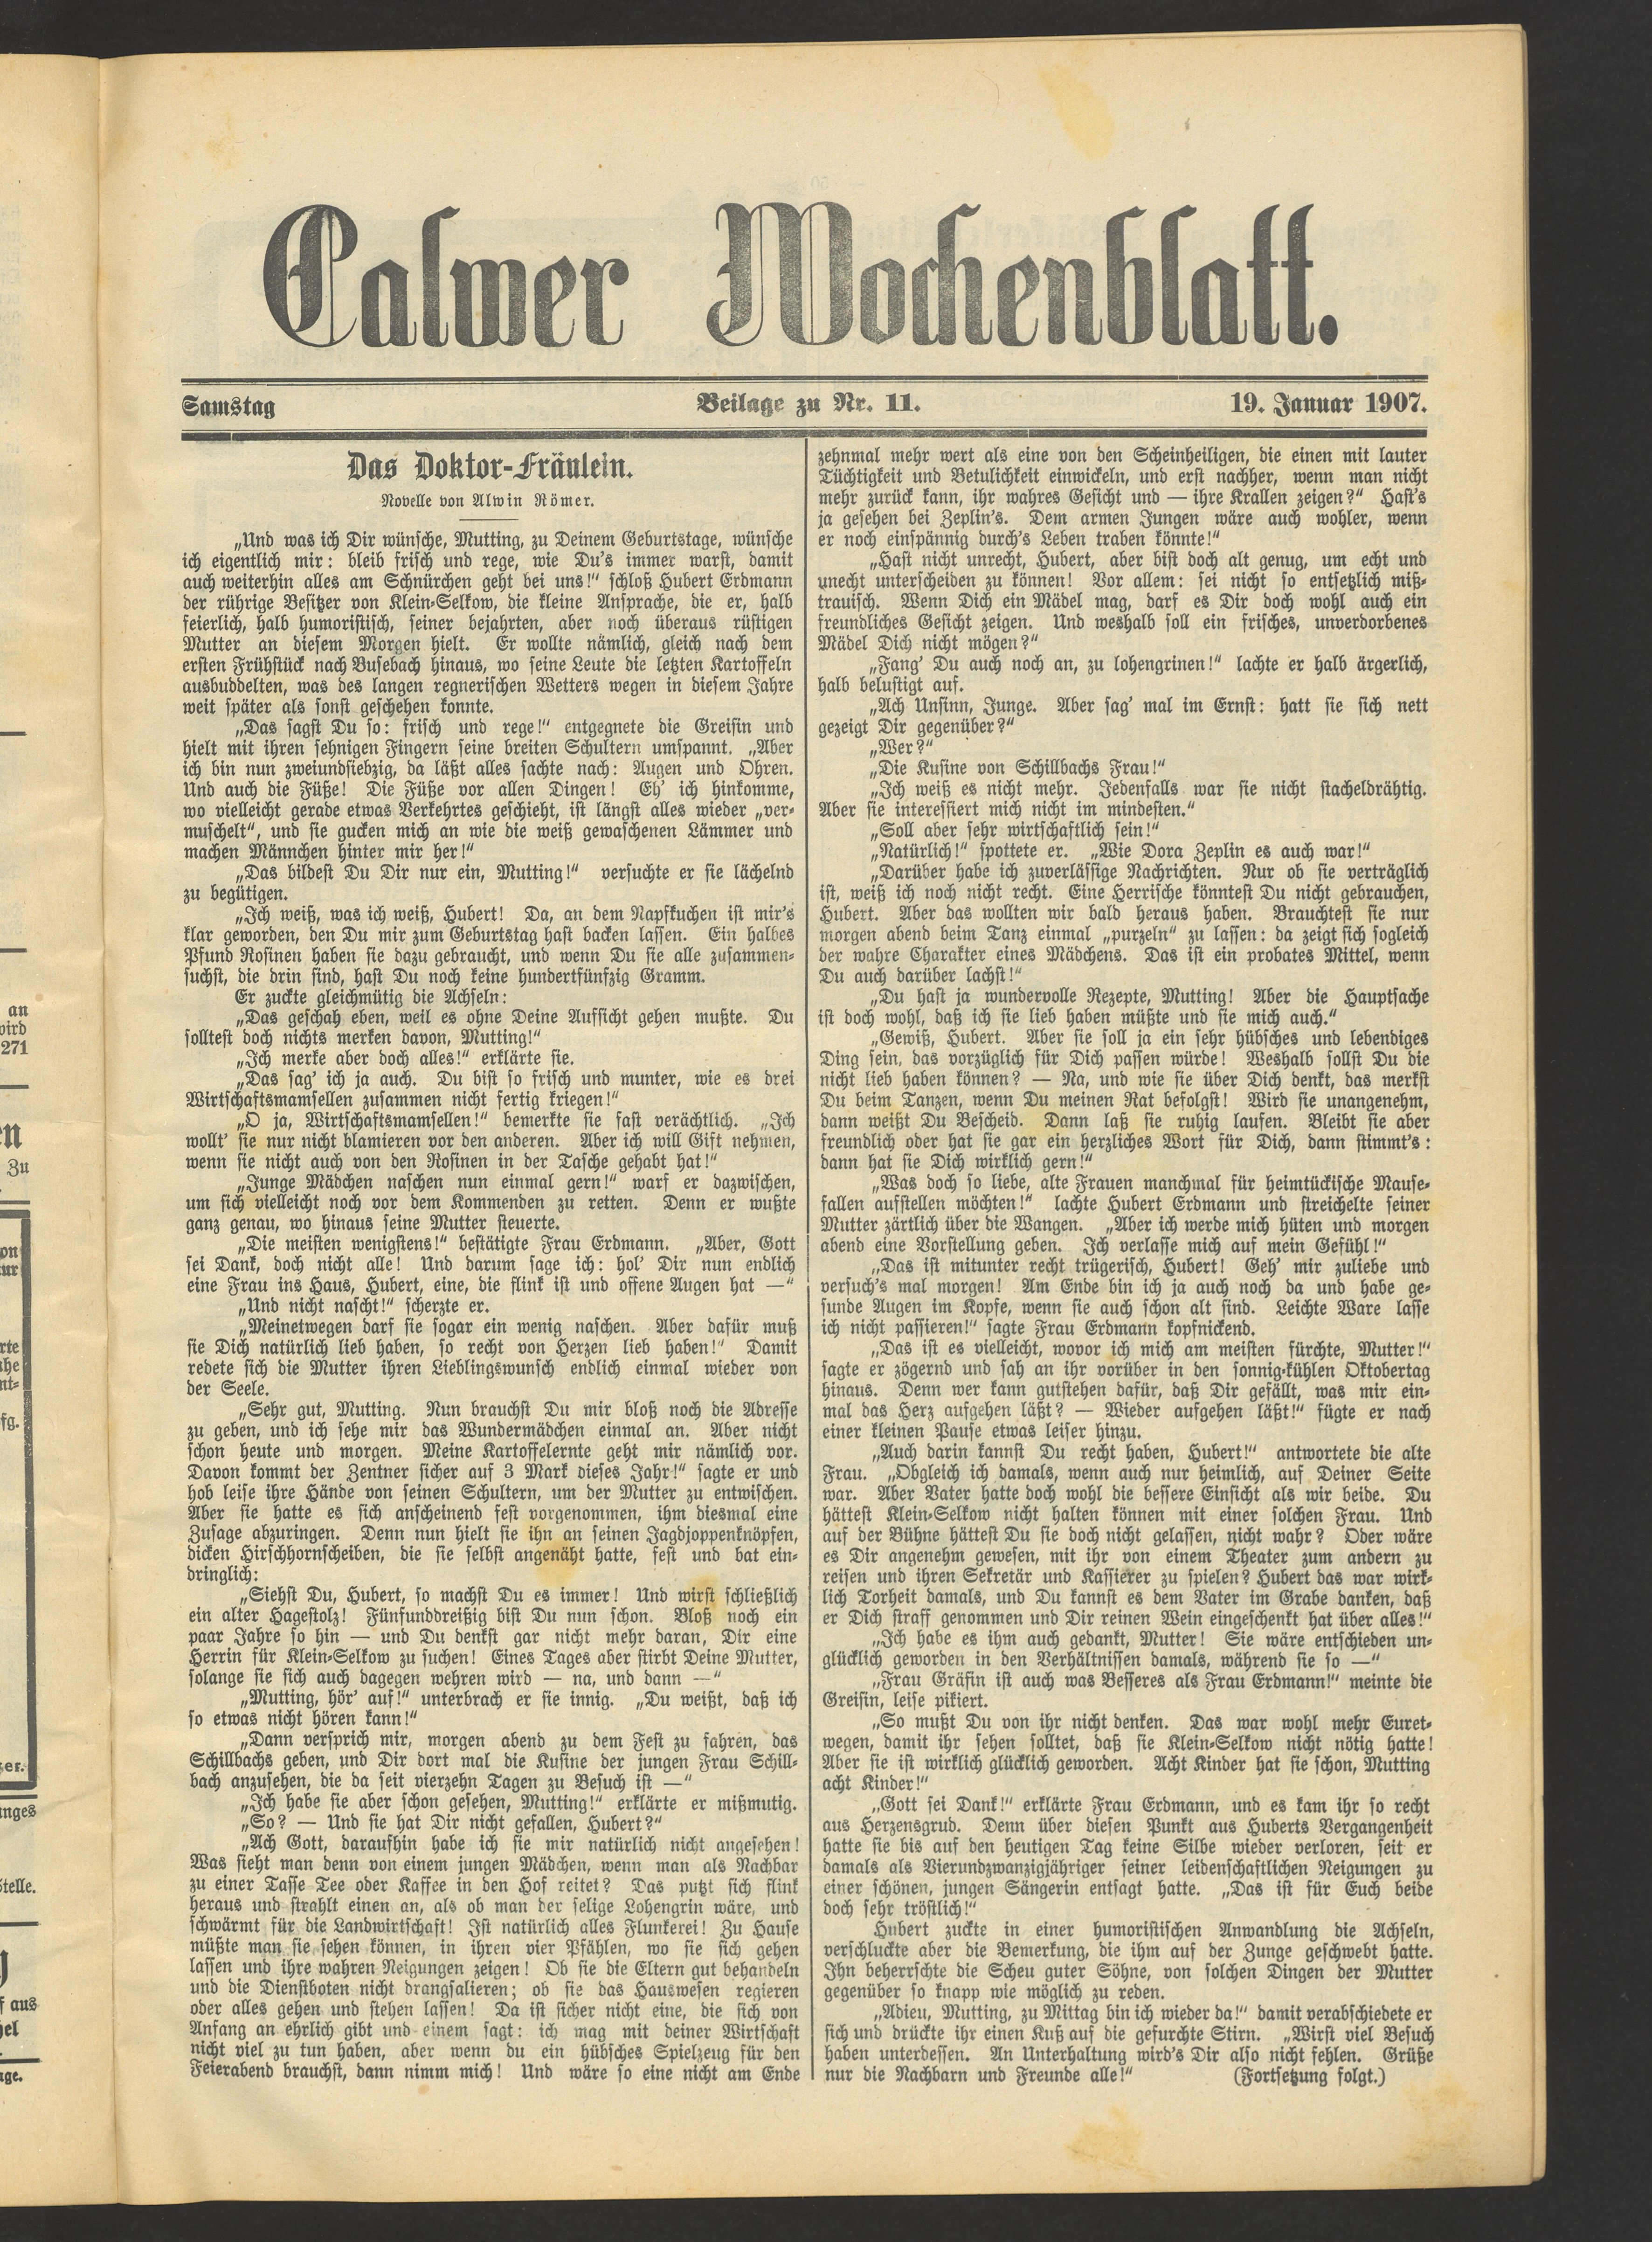 Calwer Wochenblatt.
Samstag Beilage zu Nr. 11. 19. Januar 1907.
Das Doktor-Fräulein.
Novelle von Alwin Römer.
„Und was ich Dir wünsche, Mutting, zu Deinem Geburtstage, wünsche
ich eigentlich mir: bleib frisch und rege, wie Du's immer warst, damit
auch weiterhin alles am Schnürchen geht bei uns!“ schloß Hubert Erdmann
der rührige Besitzer von Klein-Selkow, die kleine Ansprache, die er, halb
feierlich, halb humoristisch, seiner bejahrten, aber noch überaus rüstigen
Mutter an diesem Morgen hielt. Er wollte nämlich, gleich nach dem
ersten Frühstück nach Busebach hinaus, wo seine Leute die letzten Kartoffeln
ausbuddelten, was des langen regnerischen Wetters wegen in diesem Jahre
weit später als sonst geschehen konnte.
„Das sagst Du so: frisch und rege!“ entgegnete die Greisin und
hielt mit ihren sehnigen Fingern seine breiten Schultern umspannt. „Aber
ich bin nun zweiundsiebzig, da läßt alles sachte nach: Augen und Ohren.
Und auch die Füße! Die Füße vor allen Dingen! Eh' ich hinkomme,
wo vielleicht gerade etwas Verkehrtes geschieht, ist längst alles wieder „ver-
muschelt“, und sie gucken mich an wie die weiß gewaschenen Lämmer und
machen Männchen hinter mir her!“
„Das bildest Du Dir nur ein, Mutting!“ versuchte er sie lächelnd
zu begütigen.
„Ich weiß, was ich weiß, Hubert! Da, an dem Napfkuchen ist mir's
klar geworden, den Du mir zum Geburtstag hast backen lassen. Ein halbes
Pfund Rosinen haben sie dazu gebraucht, und wenn Du sie alle zusammen-
suchst, die drin sind, hast Du noch keine hundertfünfzig Gramm.
Er zuckte gleichmütig die Achseln:
„Das geschah eben, weil es ohne Deine Aufsicht gehen mußte. Du
solltest doch nichts merken davon, Mutting!“
„Ich merke aber doch alles!“ erklärte sie.
„Das sag' ich ja auch. Du bist so frisch und munter, wie es drei
Wirtschaftsmamsellen zusammen nicht fertig kriegen!“
„O ja, Wirtschaftsmamsellen!“ bemerkte sie fast verächtlich. „Ich
wollt' sie nur nicht blamieren vor den anderen. Aber ich will Gift nehmen,
wenn sie nicht auch von den Rosinen in der Tasche gehabt hat!“
„Junge Mädchen naschen nun einmal gern!“ warf er dazwischen,
um sich vielleicht noch vor dem Kommenden zu retten. Denn er wußte
ganz genau, wo hinaus seine Mutter steuerte.
„Die meisten wenigstens!“ bestätigte Frau Erdmann. „Aber, Gott
sei Dank, doch nicht alle! Und darum sage ich: hol' Dir nun endlich
eine Frau ins Haus, Hubert, eine, die flink ist und offene Augen hat —“
„Und nicht nascht!“ scherzte er.
„Meinetwegen darf sie sogar ein wenig naschen. Aber dafür muß
sie Dich natürlich lieb haben, so recht von Herzen lieb haben!“ Damit
redete sich die Mutter ihren Lieblingswunsch endlich einmal wieder von
der Seele.
„Sehr gut, Mutting. Nun brauchst Du mir bloß noch die Adresse
zu geben, und ich sehe mir das Wundermädchen einmal an. Aber nicht
schon heute und morgen. Meine Kartoffelernte geht mir nämlich vor.
Davon kommt der Zentner sicher auf 3 Mark dieses Jahr!“ sagte er und
hob leise ihre Hände von seinen Schultern, um der Mutter zu entwischen.
Aber sie hatte es sich anscheinend fest vorgenommen, ihm diesmal eine
Zusage abzuringen. Denn nun hielt sie ihn an seinen Jagdjoppenknöpfen,
dicken Hirschhornscheiben, die sie selbst angenäht hatte, fest und bat ein-
dringlich:
„Siehst Du, Hubert, so machst Du es immer! Und wirst schließlich
ein alter Hagestolz! Fünfunddreißig bist Du nun schon. Bloß noch ein
paar Jahre so hin — und Du denkst gar nicht mehr daran, Dir eine
Herrin für Klein-Selkow zu suchen! Eines Tages aber stirbt Deine Mutter,
solange sie sich auch dagegen wehren wird — na, und dann —“
„Mutting, hör' auf!“ unterbrach er sie innig. „Du weißt, daß ich
so etwas nicht hören kann!“
„Dann versprich mir, morgen abend zu dem Fest zu fahren, das
Schillbachs geben, und Dir dort mal die Kusine der jungen Frau Schill-
bach anzusehen, die da seit vierzehn Tagen zu Besuch ist —“
„Ich habe sie aber schon gesehen, Mutting!“ erklärte er mißmutig.
„So? — Und sie hat Dir nicht gefallen, Hubert?“
„Ach Gott, daraufhin habe ich sie mir natürlich nicht angesehen!
Was sieht man denn von einem jungen Mädchen, wenn man als Nachbar
zu einer Tasse Tee oder Kaffee in den Hof reitet? Das putzt sich flink
heraus und strahlt einen an, als ob man der selige Lohengrin wäre, und
schwärmt für die Landwirtschaft! Ist natürlich alles Flunkerei! Zu Hause
müßte man sie sehen können, in ihren vier Pfählen, wo sie sich gehen
lassen und ihre wahren Neigungen zeigen! Ob sie die Eltern gut behandeln
und die Dienstboten nicht drangsalieren; ob sie das Hauswesen regieren
oder alles gehen und stehen lassen! Da ist sicher nicht eine, die sich von
Anfang an ehrlich gibt und einem sagt: ich mag mit deiner Wirtschaft
nicht viel zu tun haben, aber wenn du ein hübsches Spielzeug für den
Feierabend brauchst, dann nimm mich! Und wäre so eine nicht am Ende
zehnmal mehr wert als eine von den Scheinheiligen, die einen mit lauter
Tüchtigkeit und Betulichkeit einwickeln, und erst nachher, wenn man nicht
mehr zurück kann, ihr wahres Gesicht und — ihre Krallen zeigen?“ Hast's
ja gesehen bei Zeplin's. Dem armen Jungen wäre auch wohler, wenn
er noch einspännig durch's Leben traben könnte!“
„Hast nicht unrecht, Hubert, aber bist doch alt genug, um echt und
unecht unterscheiden zu können! Vor allem: sei nicht so entsetzlich miß-
trauisch. Wenn Dich ein Mädel mag, darf es Dir doch wohl auch ein
freundliches Gesicht zeigen. Und weshalb soll ein frisches, unverdorbenes
Mädel Dich nicht mögen?“
„Fang' Du auch noch an, zu lohengrinen!“ lachte er halb ärgerlich,
halb belustigt auf.
„Ach Unsinn, Junge. Aber sag' mal im Ernst: hatt sie sich nett
gezeigt Dir gegenüber?“
„Wer?“
„Die Kusine von Schillbachs Frau!“
„Ich weiß es nicht mehr. Jedenfalls war sie nicht stacheldrähtig.
Aber sie interessiert mich nicht im mindesten.“
„Soll aber sehr wirtschaftlich sein!“
„Natürlich!“ spottete er. „Wie Dora Zeplin es auch war!“
„Darüber habe ich zuverlässige Nachrichten. Nur ob sie verträglich
ist, weiß ich noch nicht recht. Eine Herrische könntest Du nicht gebrauchen,
Hubert. Aber das wollten wir bald heraus haben. Brauchtest sie nur
morgen abend beim Tanz einmal „purzeln“ zu lassen: da zeigt sich sogleich
der wahre Charakter eines Mädchens. Das ist ein probates Mittel, wenn
Du auch darüber lachst!“
„Du hast ja wundervolle Rezepte, Mutting! Aber die Hauptsache
ist doch wohl, daß ich sie lieb haben müßte und sie mich auch.“
„Gewiß, Hubert. Aber sie soll ja ein sehr hübsches und lebendiges
Ding sein, das vorzüglich für Dich passen würde! Weshalb sollst Du die
nicht lieb haben können? — Na, und wie sie über Dich denkt, das merkst
Du beim Tanzen, wenn Du meinen Rat befolgst! Wird sie unangenehm,
dann weißt Du Bescheid. Dann laß sie ruhig laufen. Bleibt sie aber
freundlich oder hat sie gar ein herzliches Wort für Dich, dann stimmt's:
dann hat sie Dich wirklich gern!“
„Was doch so liebe, alte Frauen manchmal für heimtückische Mause-
fallen aufstellen möchten!“ lachte Hubert Erdmann und streichelte seiner
Mutter zärtlich über die Wangen. „Aber ich werde mich hüten und morgen
abend eine Vorstellung geben. Ich verlasse mich auf mein Gefühl!“
„Das ist mitunter recht trügerisch, Hubert! Geh' mir zuliebe und
versuch's mal morgen! Am Ende bin ich ja auch noch da und habe ge-
sunde Augen im Kopfe, wenn sie auch schon alt sind. Leichte Ware lasse
ich nicht passieren!“ sagte Frau Erdmann kopfnickend.
„Das ist es vielleicht, wovor ich mich am meisten fürchte, Mutter!“
sagte er zögernd und sah an ihr vorüber in den sonnig-kühlen Oktobertag
hinaus. Denn wer kann gutstehen dafür, daß Dir gefällt, was mir ein-
mal das Herz aufgehen läßt? — Wieder aufgehen läßt!“ fügte er nach
einer kleinen Pause etwas leiser hinzu.
„Auch darin kannst Du recht haben, Hubert!“ antwortete die alte
Frau. „Obgleich ich damals, wenn auch nur heimlich, auf Deiner Seite
war. Aber Vater hatte doch wohl die bessere Einsicht als wir beide. Du
hättest Klein-Selkow nicht halten können mit einer solchen Frau. Und
auf der Bühne hättest Du sie doch nicht gelassen, nicht wahr? Oder wäre
es Dir angenehm gewesen, mit ihr von einem Theater zum andern zu
reisen und ihren Sekretär und Kassierer zu spielen? Hubert das war wirk-
lich Torheit damals, und Du kannst es dem Vater im Grabe danken, daß
er Dich straff genommen und Dir reinen Wein eingeschenkt hat über alles!“
„Ich habe es ihm auch gedankt, Mutter! Sie wäre entschieden un-
glücklich geworden in den Verhältnissen damals, während sie so —“
„Frau Gräfin ist auch was Besseres als Frau Erdmann!“ meinte die
Greisin, leise pikiert.
„So mußt Du von ihr nicht denken. Das war wohl mehr Euret-
wegen, damit ihr sehen solltet, daß sie Klein-Selkow nicht nötig hatte!
Aber sie ist wirklich glücklich geworden. Acht Kinder hat sie schon, Mutting
acht Kinder!“
„Gott sei Dank!“ erklärte Frau Erdmann, und es kam ihr so recht
aus Herzensgrud. Denn über diesen Punkt aus Huberts Vergangenheit
hatte sie bis auf den heutigen Tag keine Silbe wieder verloren, seit er
damals als Vierundzwanzigjähriger seiner leidenschaftlichen Neigungen zu
einer schönen, jungen Sängerin entsagt hatte. „Das ist für Euch beide
doch sehr tröstlich!“
Hubert zuckte in einer humoristischen Anwandlung die Achseln,
verschluckte aber die Bemerkung, die ihm auf der Zunge geschwebt hatte.
Ihn beherrschte die Scheu guter Söhne, von solchen Dingen der Mutter
gegenüber so knapp wie möglich zu reden.
„Adieu, Mutting, zu Mittag bin ich wieder da!“ damit verabschiedete er
sich und drückte ihr einen Kuß auf die gefurchte Stirn. „Wirst viel Besuch
haben unterdessen. An Unterhaltung wird's Dir also nicht fehlen. Grüße
nur die Nachbarn und Freunde alle!“ (Fortsetzung folgt.)